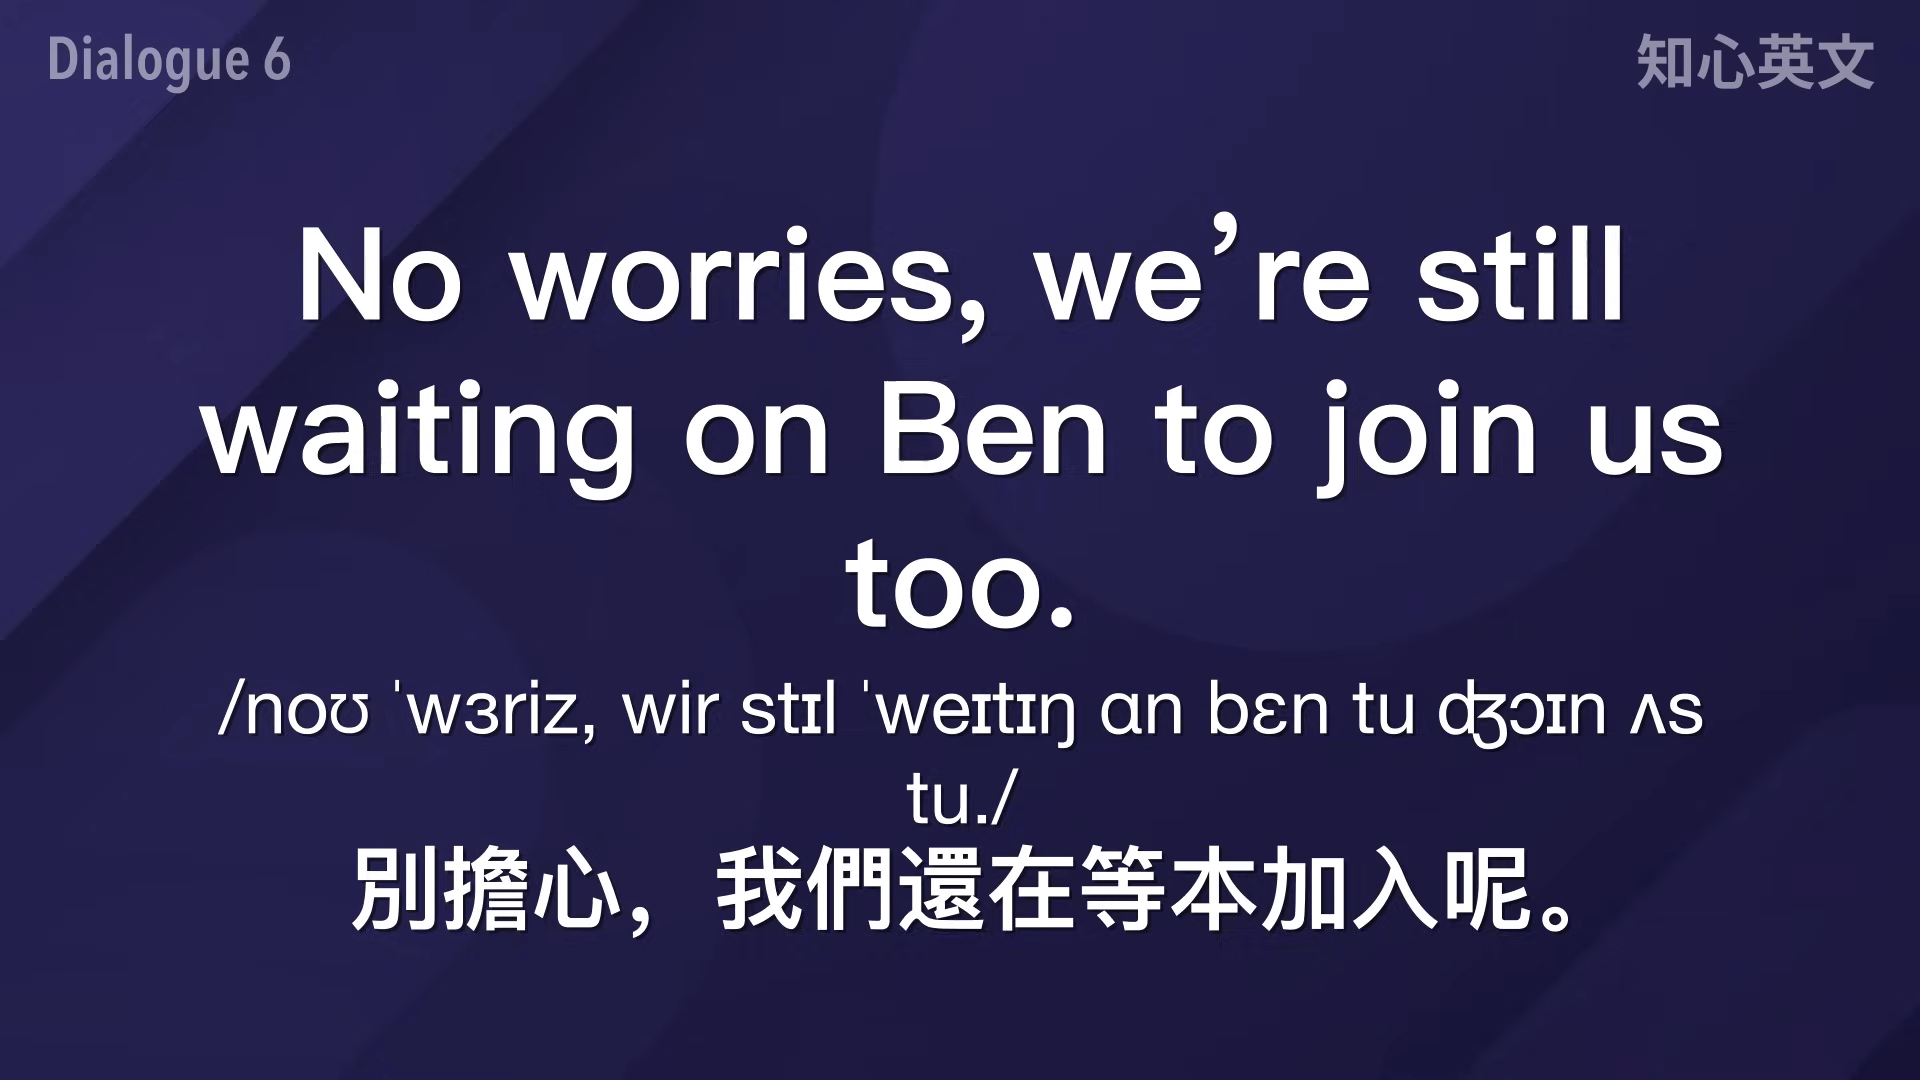 Dialogue 6
知心英文
No worries, we’re still
waiting on Ben to join us
too.
/noʊ ˈwɜriz, wir stɪl ˈweɪtɪŋ ɑn bɛn tu ʤɔɪn ʌs
tu./
別擔心，我們還在等本加入呢。